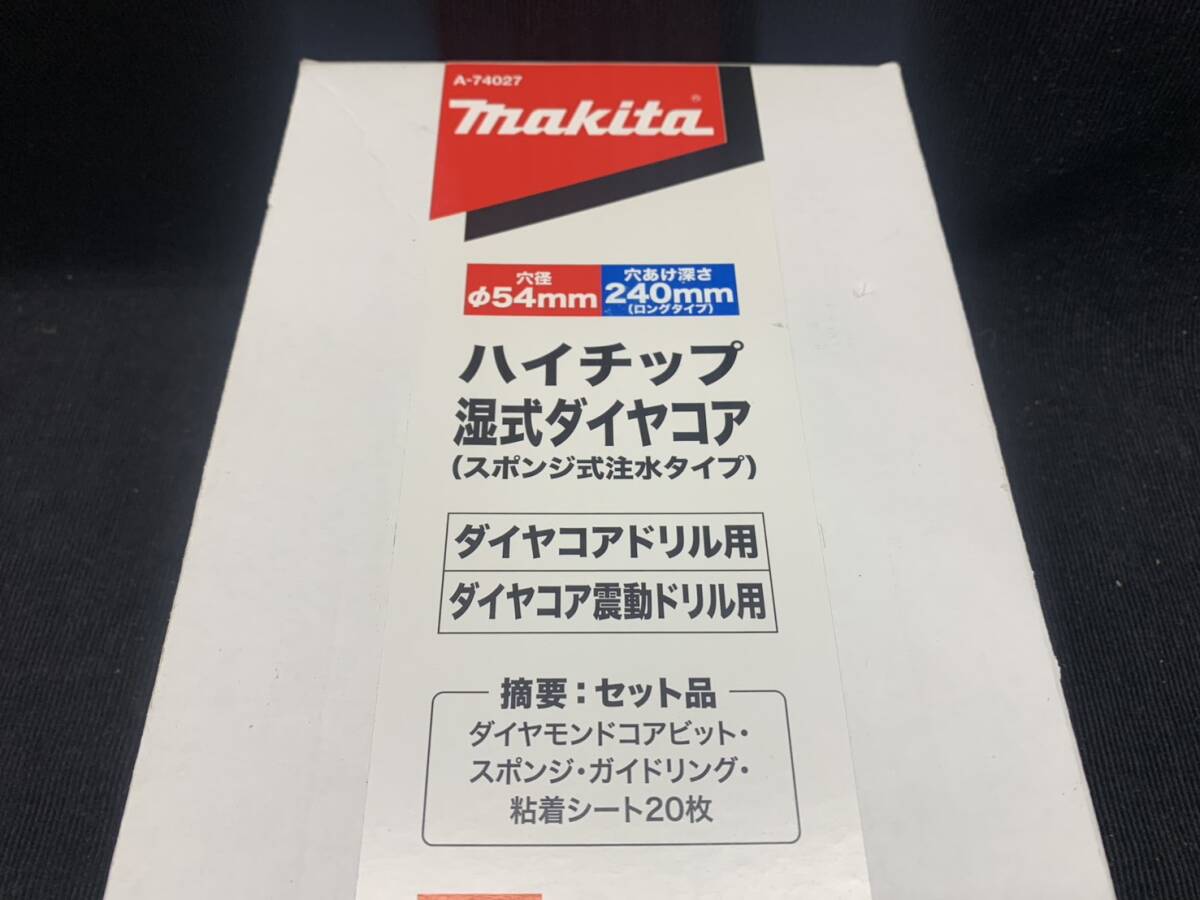 A-74027
makita®
穴径
φ54mm
穴あけ深さ
240mm
(ロングタイプ)
ハイチップ
湿式ダイヤコア
(スポンジ式注水タイプ)
ダイヤコアドリル用
ダイヤコア震動ドリル用
摘要：セット品
ダイヤモンドコアビット・
スポンジ・ガイドリング・
粘着シート20枚